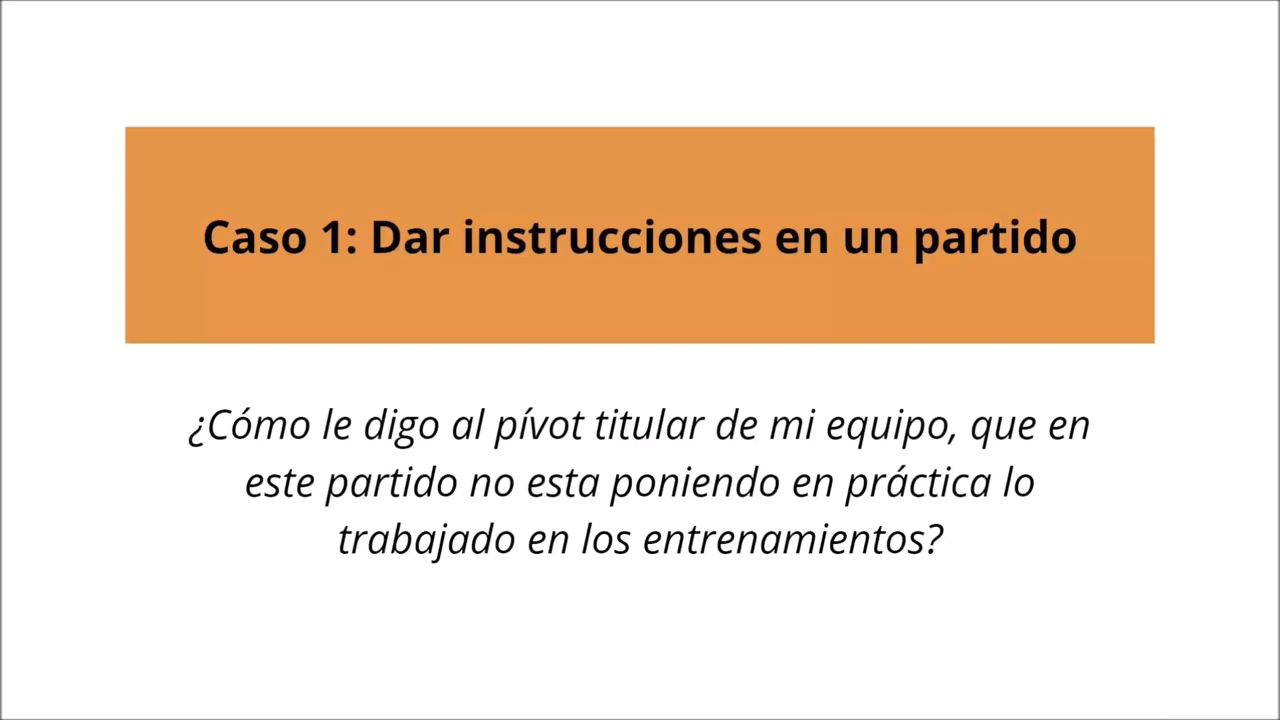 Caso 1: Dar instrucciones en un partido
¿Cómo le digo al pívot titular de mi equipo, que en
este partido no esta poniendo en práctica lo
trabajado en los entrenamientos?